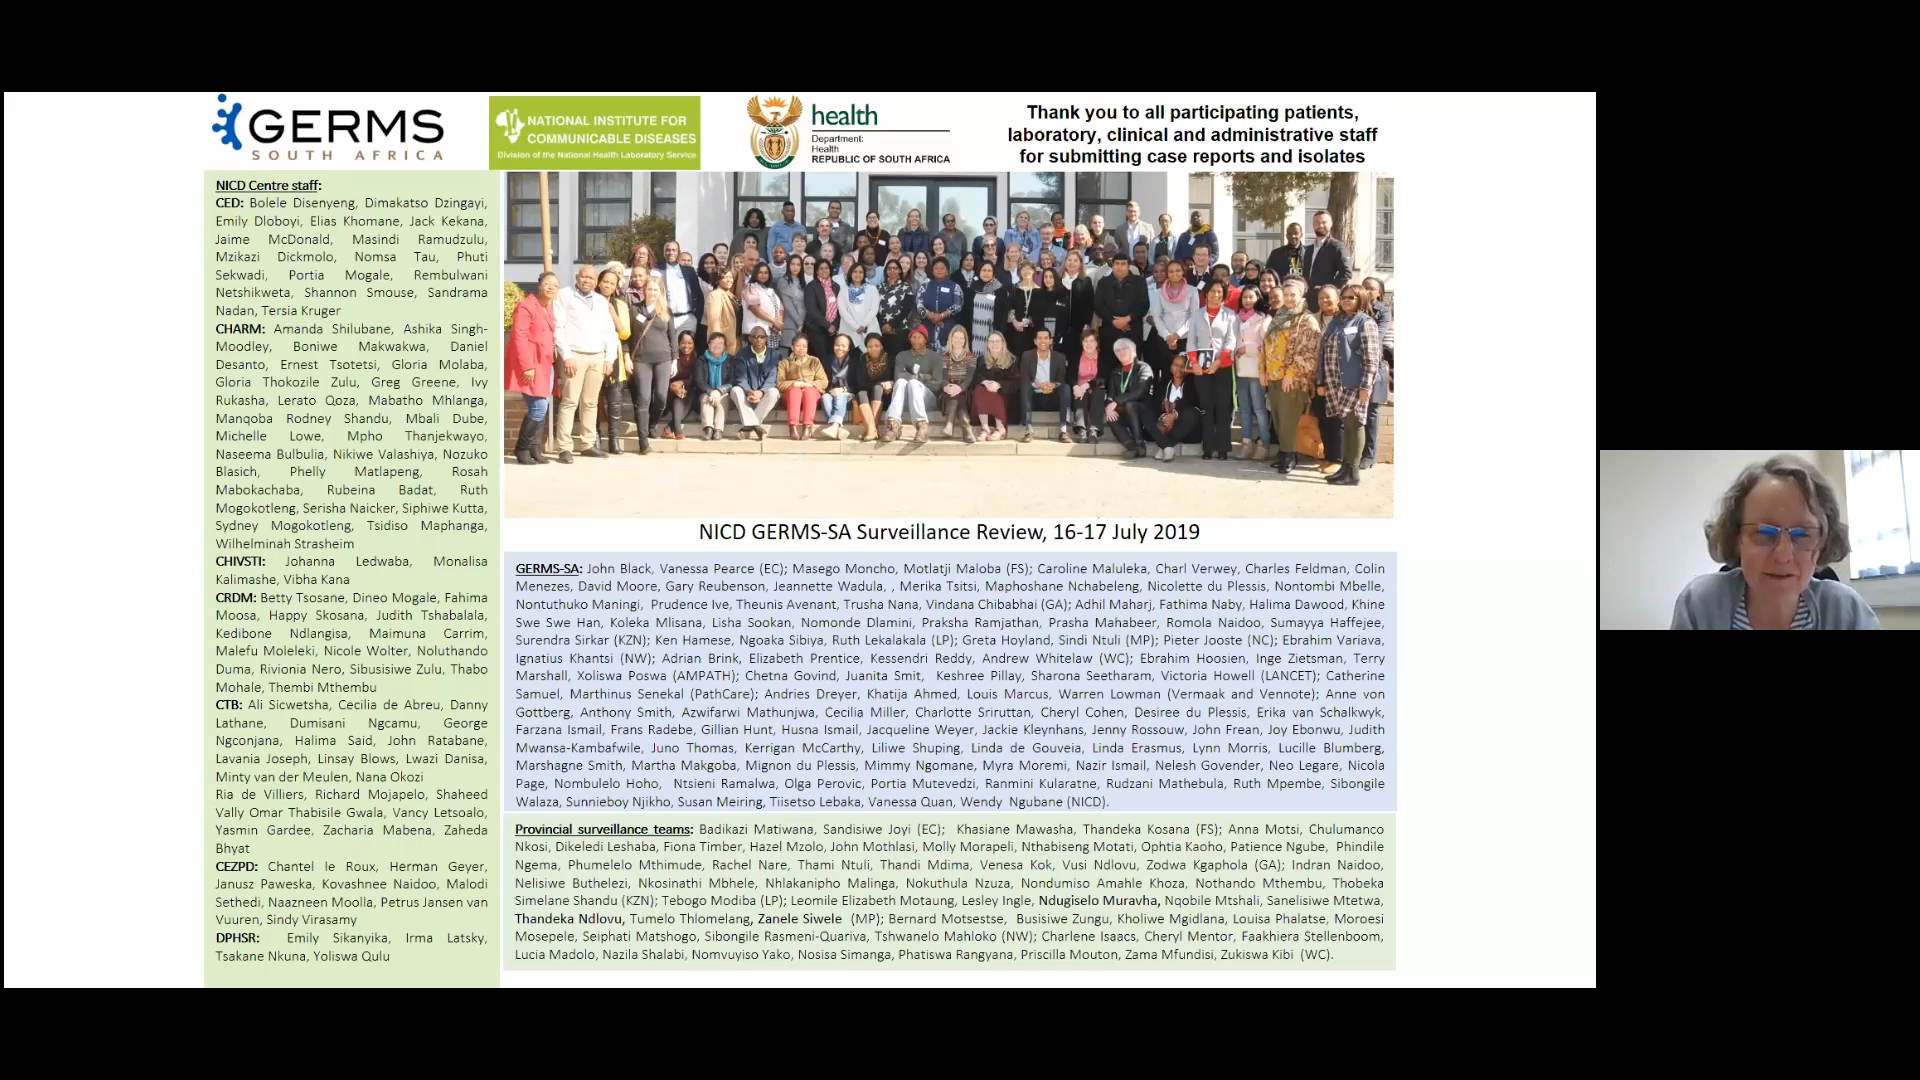 GERMS
SOUTH AFRICA
NATIONAL INSTITUTE FOR
COMMUNICABLE DISEASES
Division of the National Health Laboratory Service
health
Department:
Health
REPUBLIC OF SOUTH AFRICA
Thank you to all participating patients,
laboratory, clinical and administrative staff
for submitting case reports and isolates
NICD Centre staff:
CED: Bolele Disenyeng, Dimakatso Dzingayi,
Emily Dloboyi, Elias Khomane, Jack Kekana,
Jaime McDonald, Masindi Ramudzulu,
Mzikazi Dickmolo, Nomsa Tau, Phuti
Sekwadi, Portia Mogale, Rembulwani
Netshikweta, Shannon Smouse, Sandrama
Nadan, Tersia Kruger
CHARM: Amanda Shilubane, Ashika Singh-
Moodley, Boniwe Makwakwa, Daniel
Desanto, Ernest Tsotetsi, Gloria Molaba,
Gloria Thokozile Zulu, Greg Greene, Ivy
Rukasha, Lerato Qoza, Mabatho Mhlanga,
Manqoba Rodney Shandu, Mbali Dube,
Michelle Lowe, Mpho Thanjekwayo,
Naseema Bulbulia, Nikiwe Valashiya, Nozuko
Blasich, Phelly Matlapeng, Rosah
Mabokachaba, Rubeina Badat, Ruth
Mogokotleng, Serisha Naicker, Siphiwe Kutta,
Sydney Mogokotleng, Tsidiso Maphanga,
Wilhelminah Strasheim
CHIVSTI: Johanna Ledwaba, Monalisa
Kalimashe, Vibha Kana
CRDM: Betty Tsosane, Dineo Mogale, Fahima
Moosa, Happy Skosana, Judith Tshabalala,
Kedibone Ndlangisa, Maimuna Carrim,
Malefu Moleleki, Nicole Wolter, Noluthando
Duma, Rivionia Nero, Sibusisiwe Zulu, Thabo
Mohale, Thembi Mthembu
CTB: Ali Sicwetsha, Cecilia de Abreu, Danny
Lathane, Dumisani Ngcamu, George
Ngconjana, Halima Said, John Ratabane,
Lavania Joseph, Linsay Blows, Lwazi Danisa,
Minty van der Meulen, Nana Okozi
Ria de Villiers, Richard Mojapelo, Shaheed
Vally Omar Thabisile Gwala, Vancy Letsoalo,
Yasmin Gardee, Zacharia Mabena, Zaheda
Bhyat
CEZPD: Chantel le Roux, Herman Geyer,
Janusz Paweska, Kovashnee Naidoo, Malodi
Sethedi, Naazneen Moolla, Petrus Jansen van
Vuuren, Sindy Virasamy
DPHSR: Emily Sikanyika, Irma Latsky,
Tsakane Nkuna, Yoliswa Qulu
NICD GERMS-SA Surveillance Review, 16-17 July 2019
GERMS-SA: John Black, Vanessa Pearce (EC); Masego Moncho, Motlatji Maloba (FS); Caroline Maluleka, Charl Verwey, Charles Feldman, Colin
Menezes, David Moore, Gary Reubenson, Jeannette Wadula, , Merika Tsitsi, Maphoshane Nchabeleng, Nicolette du Plessis, Nontombi Mbelle,
Nontuthuko Maningi, Prudence Ive, Theunis Avenant, Trusha Nana, Vindana Chibabhai (GA); Adhil Maharj, Fathima Naby, Halima Dawood, Khine
Swe Swe Han, Koleka Mlisana, Lisha Sookan, Nomonde Dlamini, Praksha Ramjathan, Prasha Mahabeer, Romola Naidoo, Sumayya Haffejee,
Surendra Sirkar (KZN); Ken Hamese, Ngoaka Sibiya, Ruth Lekalakala (LP); Greta Hoyland, Sindi Ntuli (MP); Pieter Jooste (NC); Ebrahim Variava,
Ignatius Khantsi (NW); Adrian Brink, Elizabeth Prentice, Kessendri Reddy, Andrew Whitelaw (WC); Ebrahim Hoosien, Inge Zietsman, Terry
Marshall, Xoliswa Poswa (AMPATH); Chetna Govind, Juanita Smit, Keshree Pillay, Sharona Seetharam, Victoria Howell (LANCET); Catherine
Samuel, Marthinus Senekal (PathCare); Andries Dreyer, Khatija Ahmed, Louis Marcus, Warren Lowman (Vermaak and Vennote); Anne von
Gottberg, Anthony Smith, Azwifarwi Mathunjwa, Cecilia Miller, Charlotte Sriruttan, Cheryl Cohen, Desiree du Plessis, Erika van Schalkwyk,
Farzana Ismail, Frans Radebe, Gillian Hunt, Husna Ismail, Jacqueline Weyer, Jackie Kleynhans, Jenny Rossouw, John Frean, Joy Ebonwu, Judith
Mwansa-Kambafwile, Juno Thomas, Kerrigan McCarthy, Liliwe Shuping, Linda de Gouveia, Linda Erasmus, Lynn Morris, Lucille Blumberg,
Marshagne Smith, Martha Makgoba, Mignon du Plessis, Mimmy Ngomane, Myra Moremi, Nazir Ismail, Nelesh Govender, Neo Legare, Nicola
Page, Nombulelo Hoho, Ntsieni Ramalwa, Olga Perovic, Portia Mutevedzi, Ranmini Kularatne, Rudzani Mathebula, Ruth Mpembe, Sibongile
Walaza, Sunnieboy Njikho, Susan Meiring, Tiisetso Lebaka, Vanessa Quan, Wendy Ngubane (NICD).
Provincial surveillance teams: Badikazi Matiwana, Sandisiwe Joyi (EC); Khasiane Mawasha, Thandeka Kosana (FS); Anna Motsi, Chulumanco
Nkosi, Dikeledi Leshaba, Fiona Timber, Hazel Mzolo, John Mothlasi, Molly Morapeli, Nthabiseng Motati, Ophtia Kaoho, Patience Ngube, Phindile
Ngema, Phumelelo Mthimude, Rachel Nare, Thami Ntuli, Thandi Mdima, Venesa Kok, Vusi Ndlovu, Zodwa Kgaphola (GA); Indran Naidoo,
Nelisiwe Buthelezi, Nkosinathi Mbhele, Nhlakanipho Malinga, Nokuthula Nzuza, Nondumiso Amahle Khoza, Nothando Mthembu, Thobeka
Simelane Shandu (KZN); Tebogo Modiba (LP); Leomile Elizabeth Motaung, Lesley Ingle, Ndugiselo Muravha, Nqobile Mtshali, Sanelisiwe Mtetwa,
Thandeka Ndlovu, Tumelo Thlomelang, Zanele Siwele (MP); Bernard Motsestse, Busisiwe Zungu, Kholiwe Mgidlana, Louisa Phalatse, Moroesi
Mosepele, Seiphati Matshogo, Sibongile Rasmeni-Quariva, Tshwanelo Mahloko (NW); Charlene Isaacs, Cheryl Mentor, Faakhiera Stellenboom,
Lucia Madolo, Nazila Shalabi, Nomvuyiso Yako, Nosisa Simanga, Phatiswa Rangyana, Priscilla Mouton, Zama Mfundisi, Zukiswa Kibi (WC).